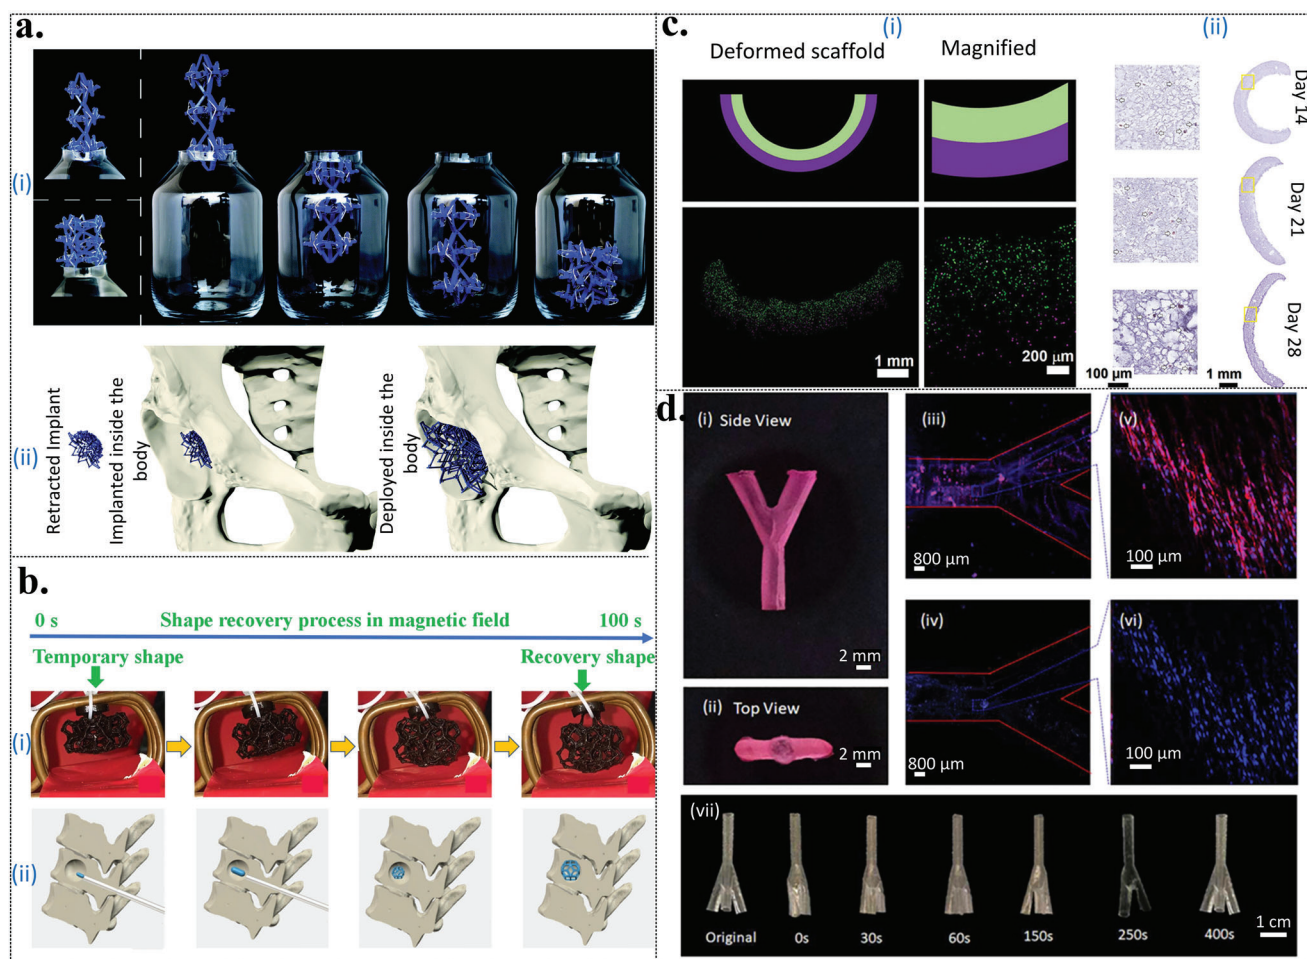 a.
(i)
(ii)
Retracted Implant
Implanted inside the
body
Deployed inside the
body
b.
0 s
Shape recovery process in magnetic field
100 s
Temporary shape
Recovery shape
(i)
(ii)
c.
(i)
(ii)
Deformed scaffold
Magnified
1 mm
200 µm
Day 14
Day 21
Day 28
100 µm
1 mm
d.
(i) Side View
2 mm
(ii) Top View
2 mm
(iii)
800 µm
(v)
100 µm
(iv)
800 µm
(vi)
100 µm
(vii)
Original
0s
30s
60s
150s
250s
400s
1 cm